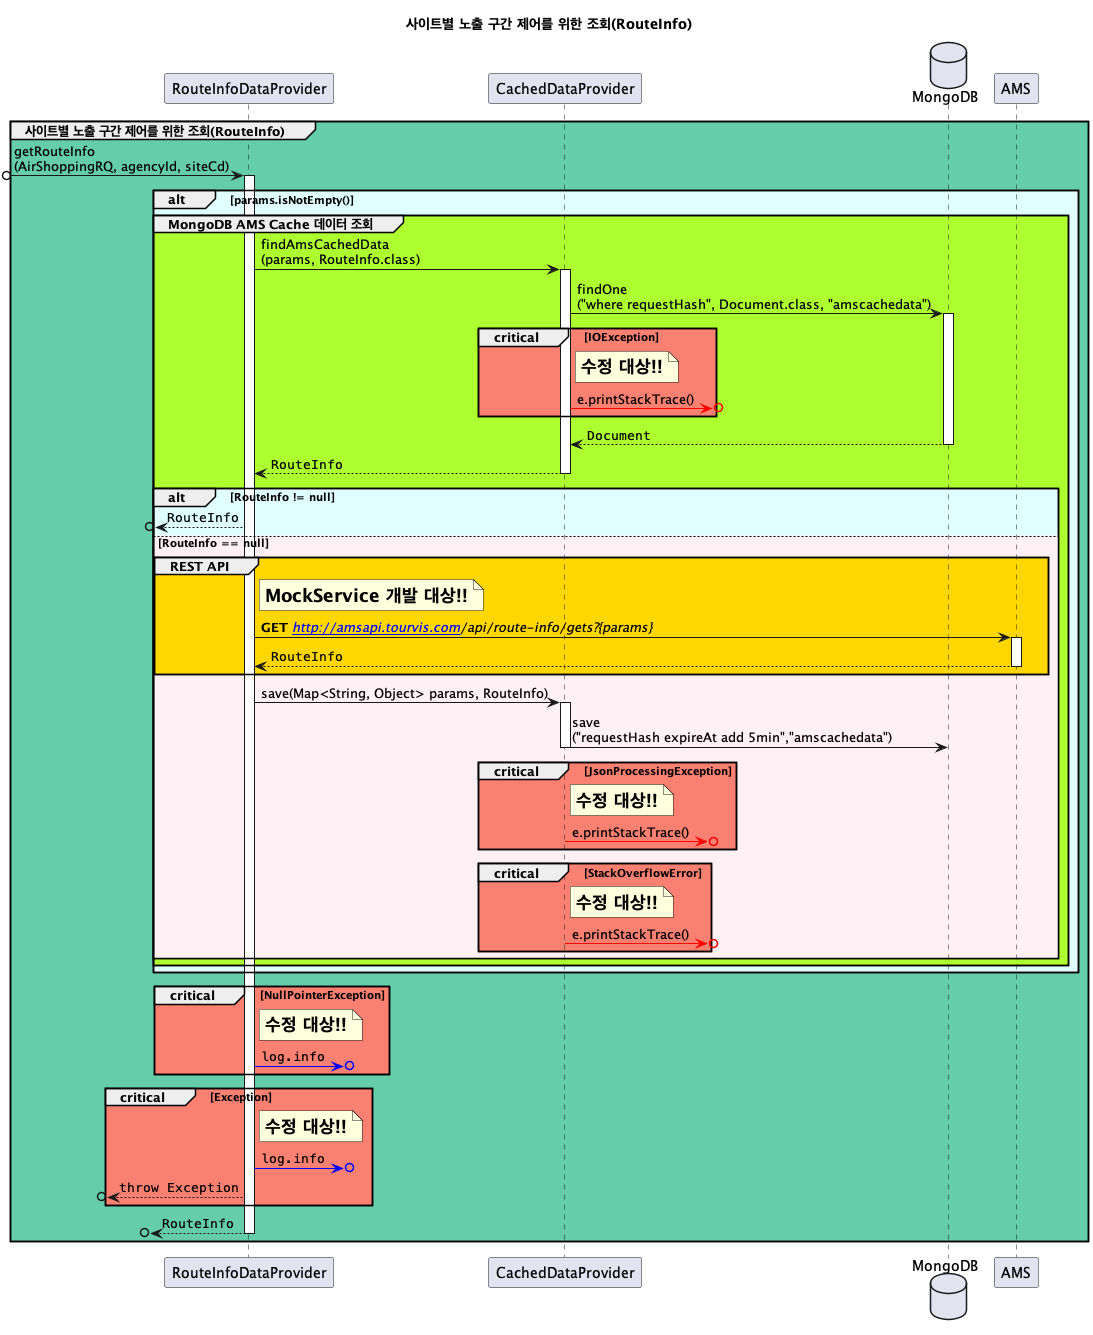 사이트별 노출 구간 제어를 위한 조회(RouteInfo)
RouteInfoDataProvider
CachedDataProvider
MongoDB
AMS
사이트별 노출 구간 제어를 위한 조회(RouteInfo)
getRouteInfo
(AirShoppingRQ, agencyId, siteCd)
alt [params.isNotEmpty()]
MongoDB AMS Cache 데이터 조회
findAmsCachedData
(params, RouteInfo.class)
findOne
("where requestHash", Document.class, "amscachedata")
critical [IOException]
수정 대상!!
e.printStackTrace()
Document
RouteInfo
alt [RouteInfo != null]
RouteInfo
[RouteInfo == null]
REST API
MockService 개발 대상!!
GET http://amsapi.tourvis.com/api/route-info/gets?{params}
RouteInfo
save(Map<String, Object> params, RouteInfo)
save
("requestHash expireAt add 5min","amscachedata")
critical [JsonProcessingException]
수정 대상!!
e.printStackTrace()
critical [StackOverflowError]
수정 대상!!
e.printStackTrace()
critical [NullPointerException]
수정 대상!!
log.info
critical [Exception]
수정 대상!!
log.info
throw Exception
RouteInfo
RouteInfoDataProvider
CachedDataProvider
MongoDB
AMS